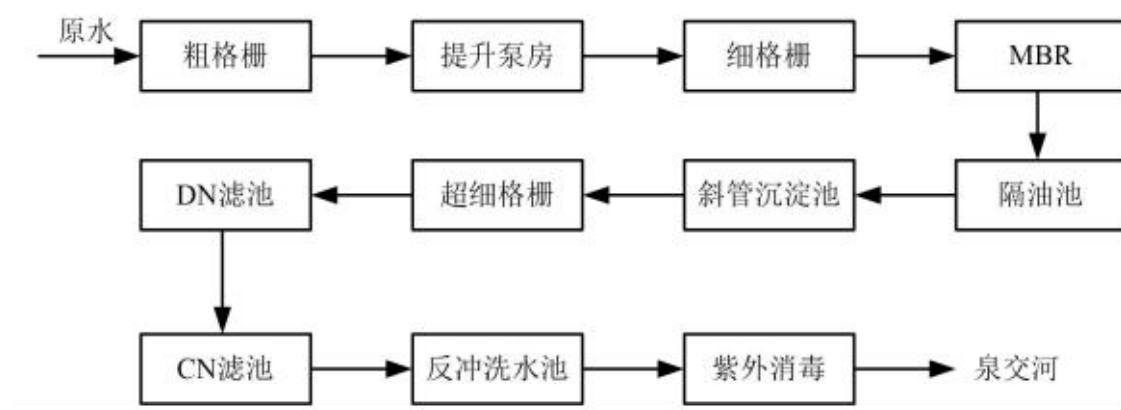 原水
粗格栅
提升泵房
细格栅
MBR
隔油池
斜管沉淀池
超细格栅
DN滤池
CN滤池
反冲洗水池
紫外消毒
泉交河